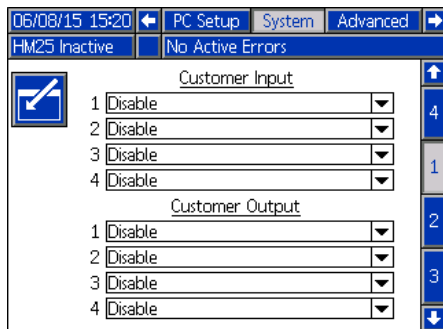 06/08/15 15:20 PC Setup System Advanced
HM25 Inactive No Active Errors
Customer Input
1 Disable
2 Disable
3 Disable
4 Disable
Customer Output
1 Disable
2 Disable
3 Disable
4 Disable
4
1
2
3